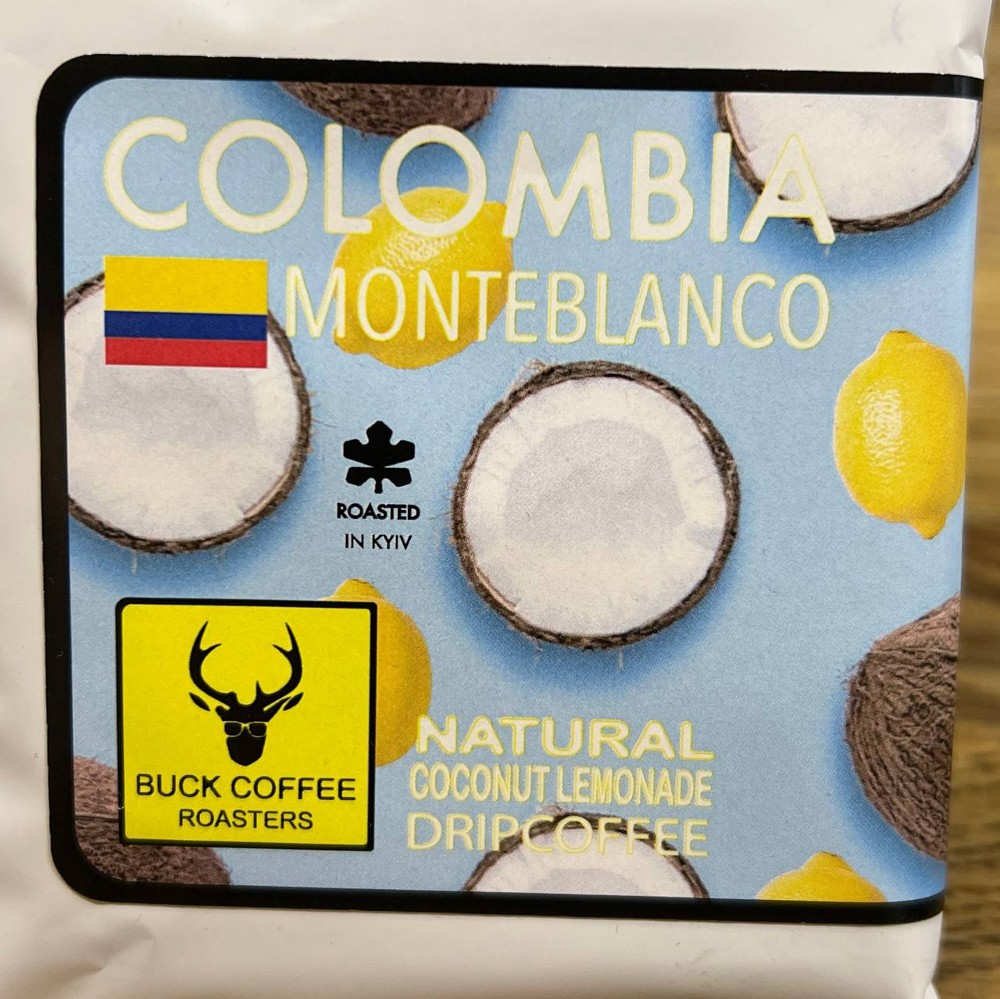 COLOMBIA
MONTEBLANCO
ROASTED
IN KYIV
BUCK COFFEE
ROASTERS
NATURAL
COCONUT LEMONADE
DRIPCOFFEE